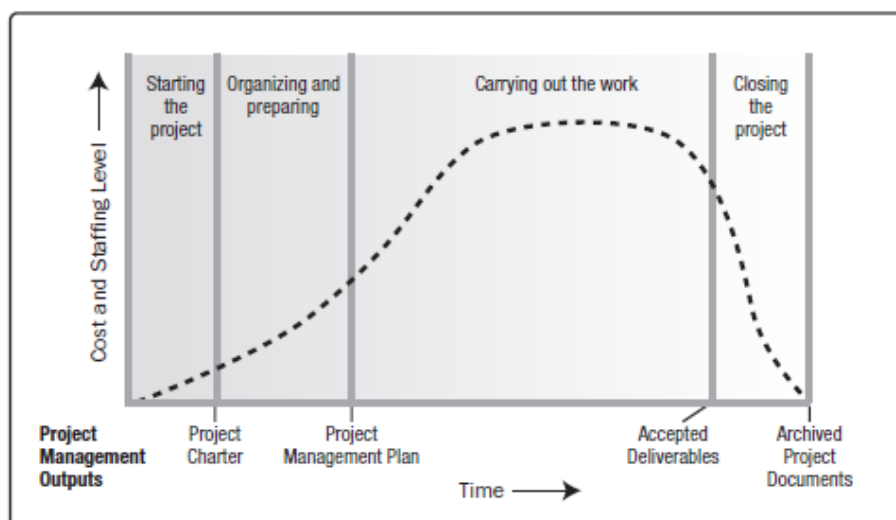 Starting
the
project
Organizing and
preparing
Carrying out the work
Closing
the
project
Cost and Staffing Level
Project
Management
Outputs
Project
Charter
Project
Management Plan
Accepted
Deliverables
Archived
Project
Documents
Time